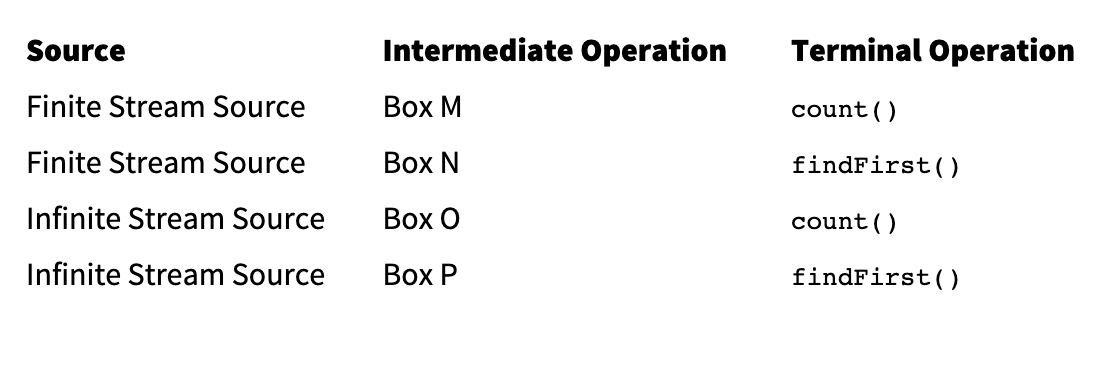 Source Intermediate Operation Terminal Operation
Finite Stream Source Box M count()
Finite Stream Source Box N findFirst()
Infinite Stream Source Box O count()
Infinite Stream Source Box P findFirst()